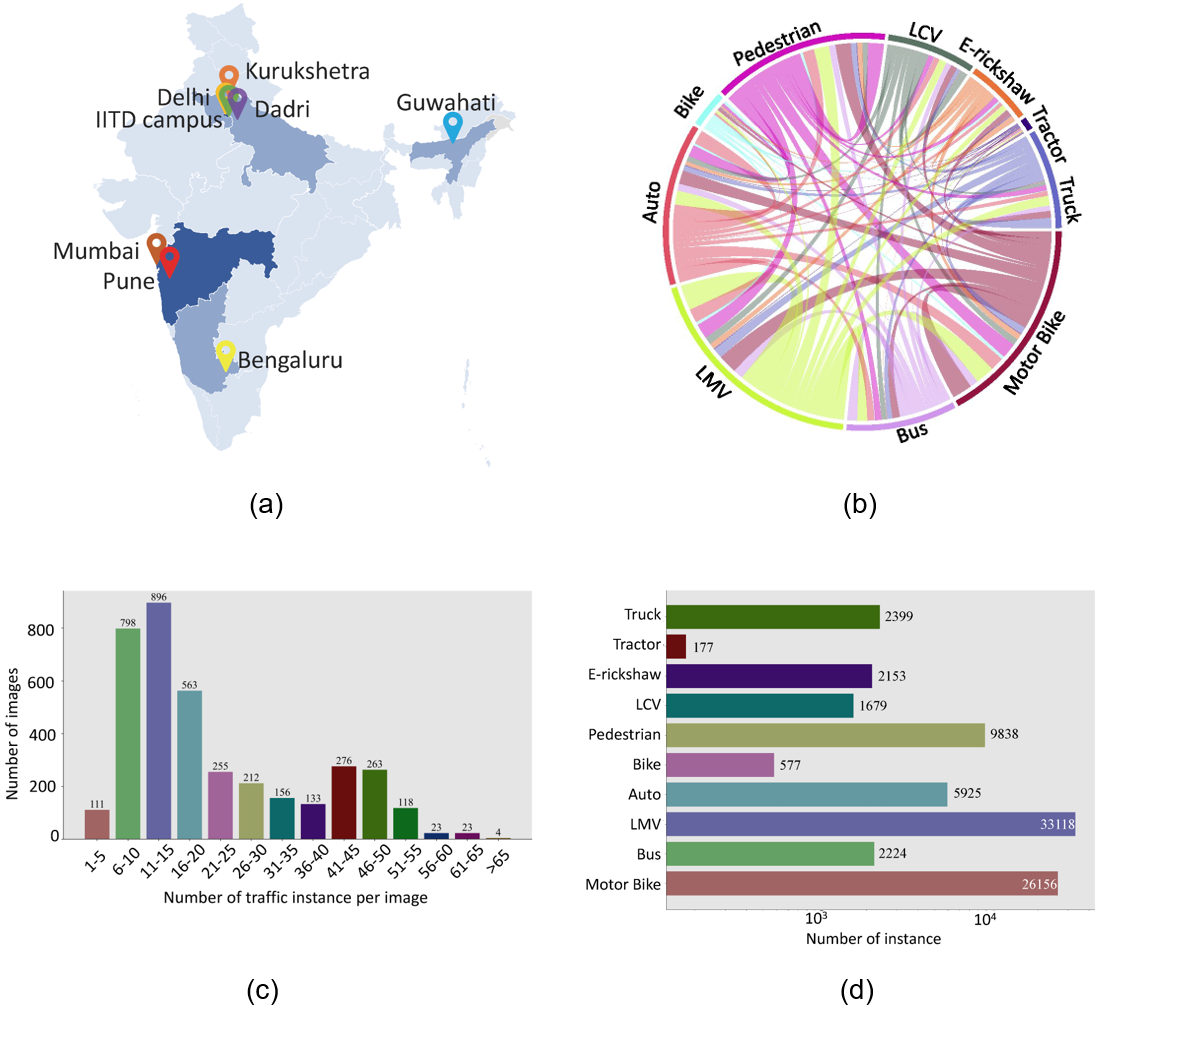 Kurukshetra
Delhi
IITD campus
Dadri
Guwahati
Mumbai
Pune
Bengaluru
(a)
Pedestrian
LCV
E-rickshaw
Tractor
Truck
Motor Bike
Bus
LMV
Auto
Bike
(b)
Number of images
800
600
400
200
0
111
798
896
563
255
212
156
133
276
263
118
23
23
4
1-5
6-10
11-15
16-20
21-25
26-30
31-35
36-40
41-45
46-50
51-55
56-60
61-65
>65
Number of traffic instance per image
(c)
Truck 2399
Tractor 177
E-rickshaw 2153
LCV 1679
Pedestrian 9838
Bike 577
Auto 5925
LMV 33118
Bus 2224
Motor Bike 26156
10³ 10⁴
Number of instance
(d)